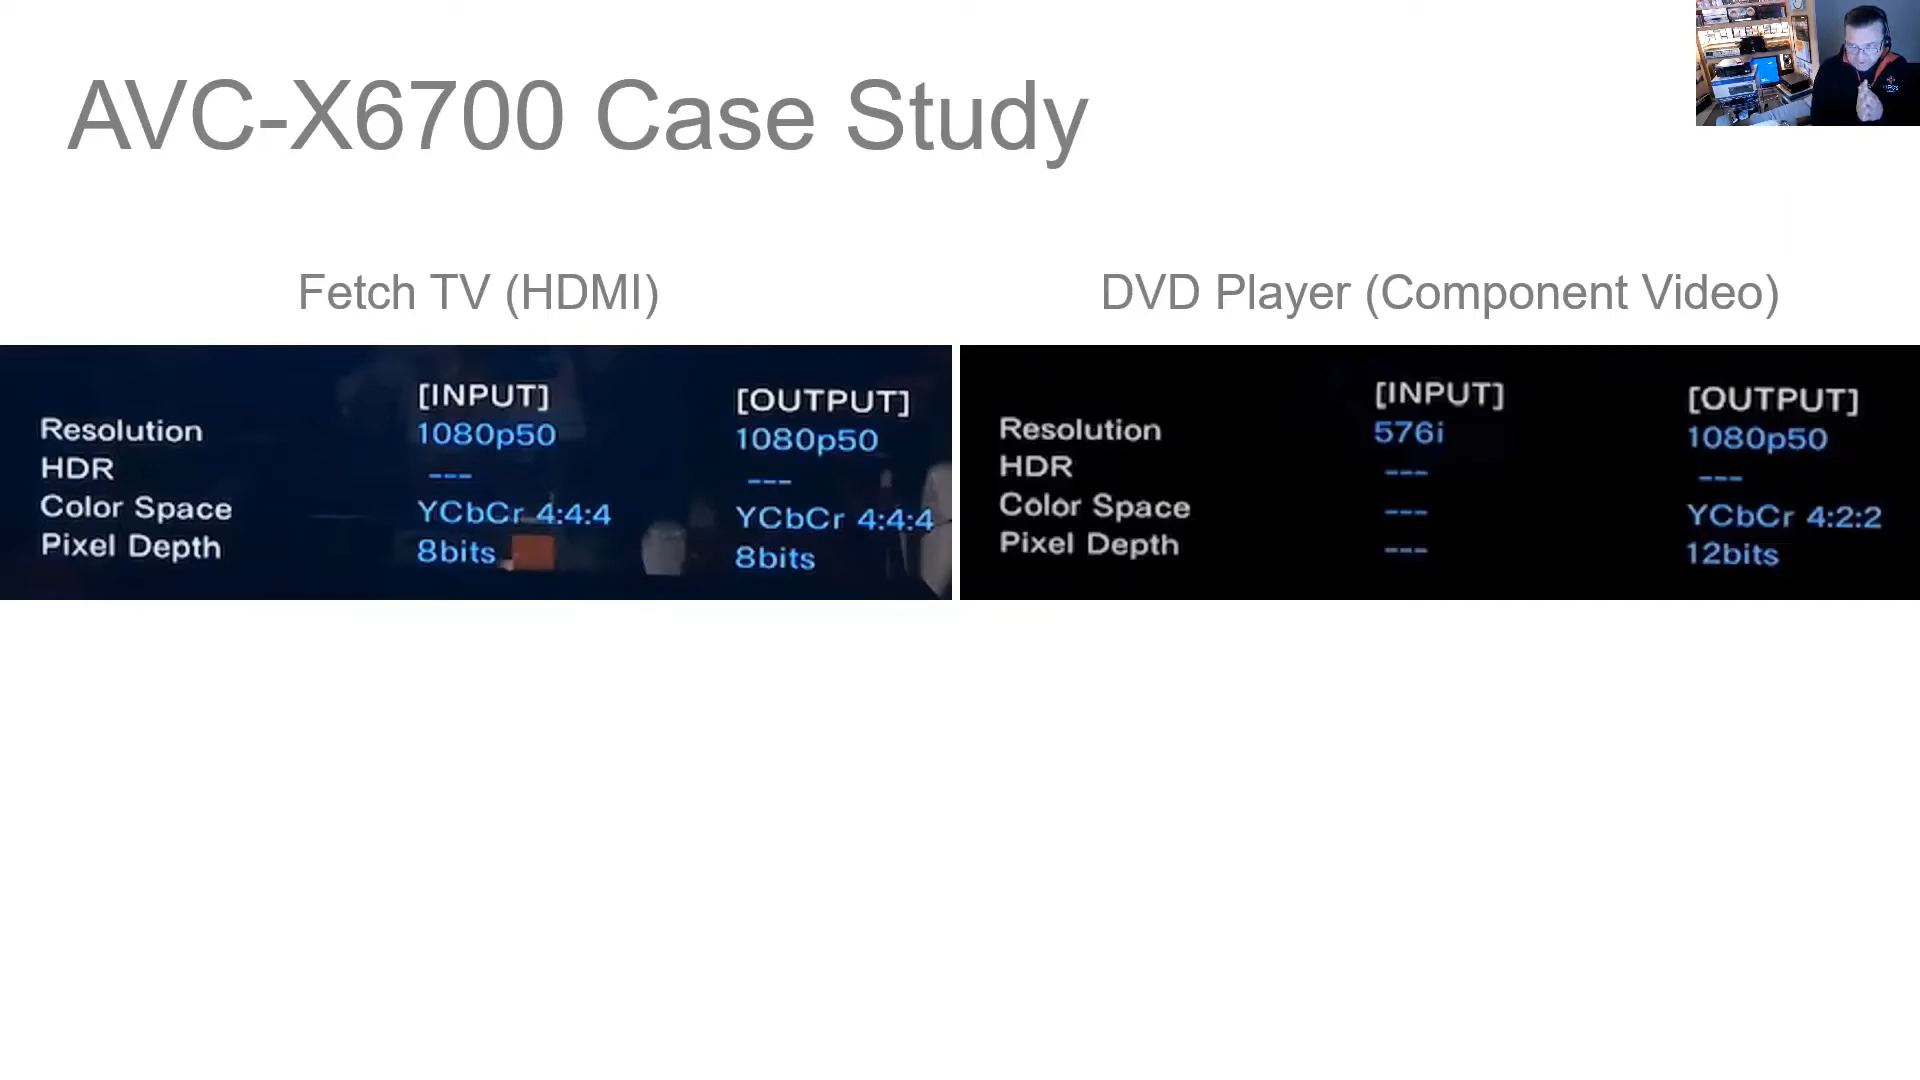 AVC-X6700 Case Study
Fetch TV (HDMI)
[INPUT] [OUTPUT]
Resolution 1080p50 1080p50
HDR --- ---
Color Space YCbCr 4:4:4 YCbCr 4:4:4
Pixel Depth 8bits 8bits
DVD Player (Component Video)
[INPUT] [OUTPUT]
Resolution 576i 1080p50
HDR --- ---
Color Space --- YCbCr 4:2:2
Pixel Depth --- 12bits